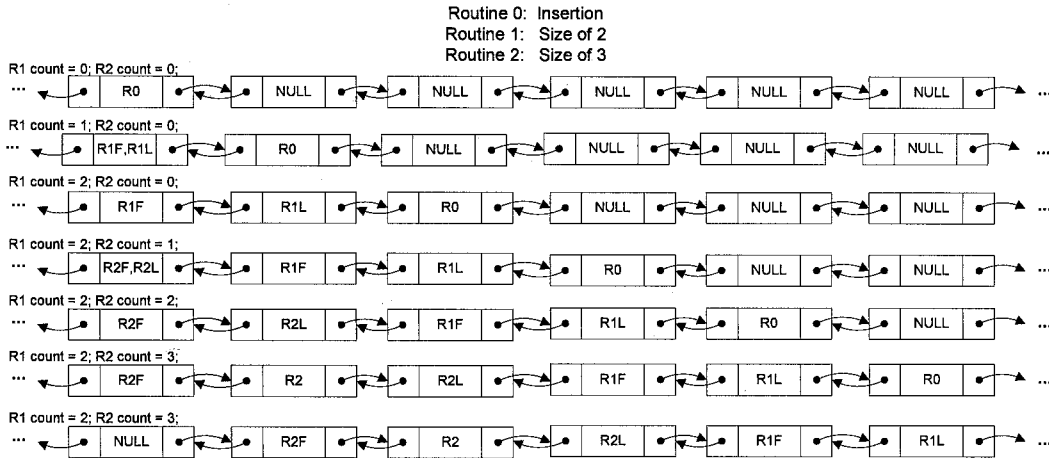 Routine 0: Insertion
Routine 1: Size of 2
Routine 2: Size of 3
R1 count = 0; R2 count = 0;
... R0 NULL NULL NULL NULL NULL ...
R1 count = 1; R2 count = 0;
... R1F,R1L R0 NULL NULL NULL NULL ...
R1 count = 2; R2 count = 0;
... R1F R1L R0 NULL NULL NULL ...
R1 count = 2; R2 count = 1;
... R2F,R2L R1F R1L R0 NULL NULL ...
R1 count = 2; R2 count = 2;
... R2F R2L R1F R1L R0 NULL ...
R1 count = 2; R2 count = 3;
... R2F R2 R2L R1F R1L R0 ...
R1 count = 2; R2 count = 3;
... NULL R2F R2 R2L R1F R1L ...